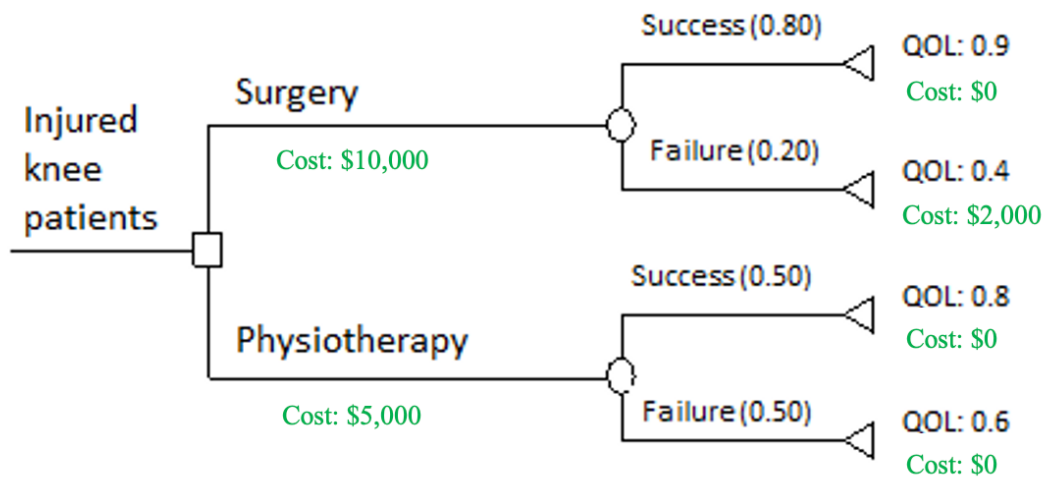 Injured
knee
patients
Surgery
Cost: $10,000
Success (0.80)
QOL: 0.9
Cost: $0
Failure (0.20)
QOL: 0.4
Cost: $2,000
Physiotherapy
Cost: $5,000
Success (0.50)
QOL: 0.8
Cost: $0
Failure (0.50)
QOL: 0.6
Cost: $0